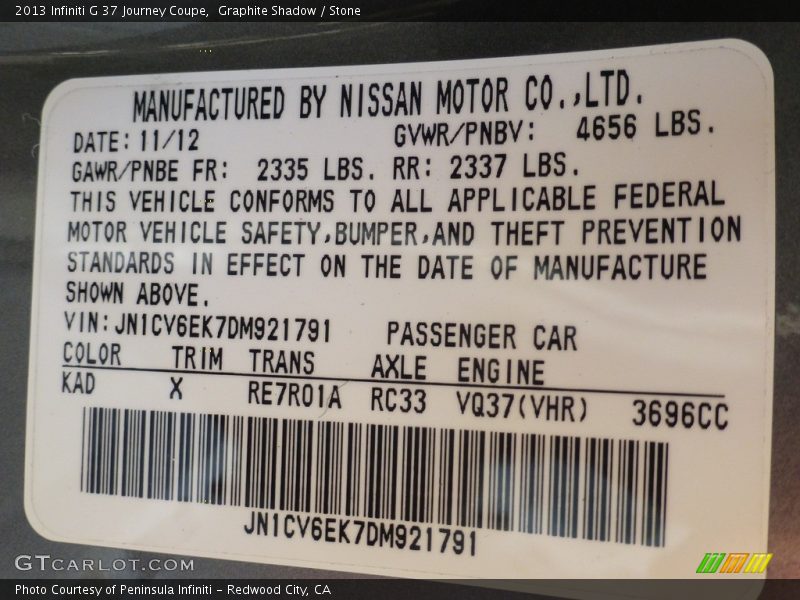 2013 Infiniti G 37 Journey Coupe,  Graphite Shadow / Stone
MANUFACTURED BY NISSAN MOTOR CO.,LTD.
DATE: 11/12 GVWR/PNBV: 4656 LBS.
GAWR/PNBE FR: 2335 LBS. RR: 2337 LBS.
THIS VEHICLE CONFORMS TO ALL APPLICABLE FEDERAL
MOTOR VEHICLE SAFETY,BUMPER,AND THEFT PREVENTION
STANDARDS IN EFFECT ON THE DATE OF MANUFACTURE
SHOWN ABOVE.
VIN: JN1CV6EK7DM921791 PASSENGER CAR
COLOR TRIM TRANS AXLE ENGINE
KAD X RE7R01A RC33 VQ37(VHR) 3696CC
JN1CV6EK7DM921791
GTCARLOT.COM
Photo Courtesy of Peninsula Infiniti - Redwood City, CA